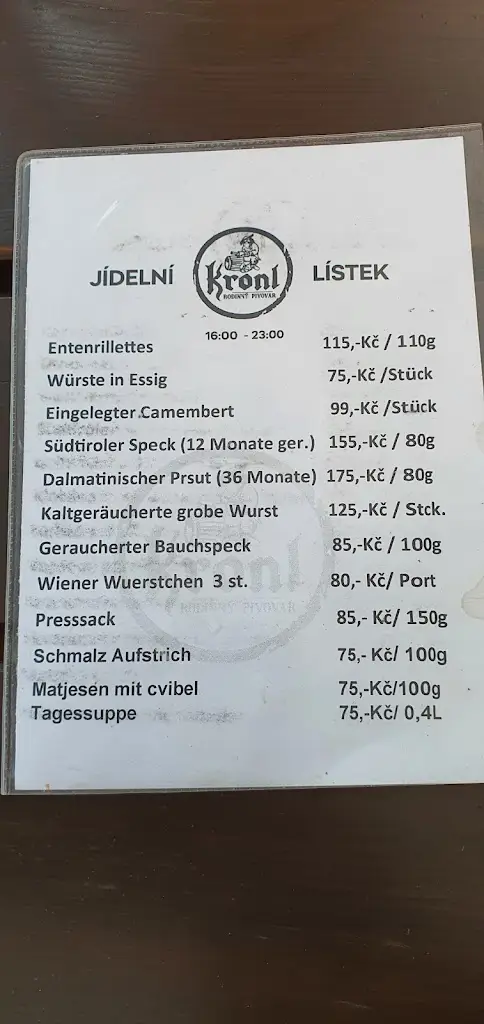 JÍDELNÍ Kronl LÍSTEK
RODINNÝ PIVOVAR
16:00 - 23:00
Entenrillettes 115,-Kč / 110g
Würste in Essig 75,-Kč /Stück
Eingelegter Camembert 99,-Kč /Stück
Südtiroler Speck (12 Monate ger.) 155,-Kč / 80g
Dalmatinischer Prsut (36 Monate) 175,-Kč / 80g
Kaltgeräucherte grobe Wurst 125,-Kč / Stck.
Geraucherter Bauchspeck 85,-Kč / 100g
Wiener Wuerstchen 3 st. 80,- Kč/ Port
Kronl
RODINNÝ PIVOVAR
Presssack 85,- Kč/ 150g
Schmalz Aufstrich 75,- Kč/ 100g
Matjesen mit cvibel 75,-Kč/100g
Tagessuppe 75,-Kč/ 0,4L